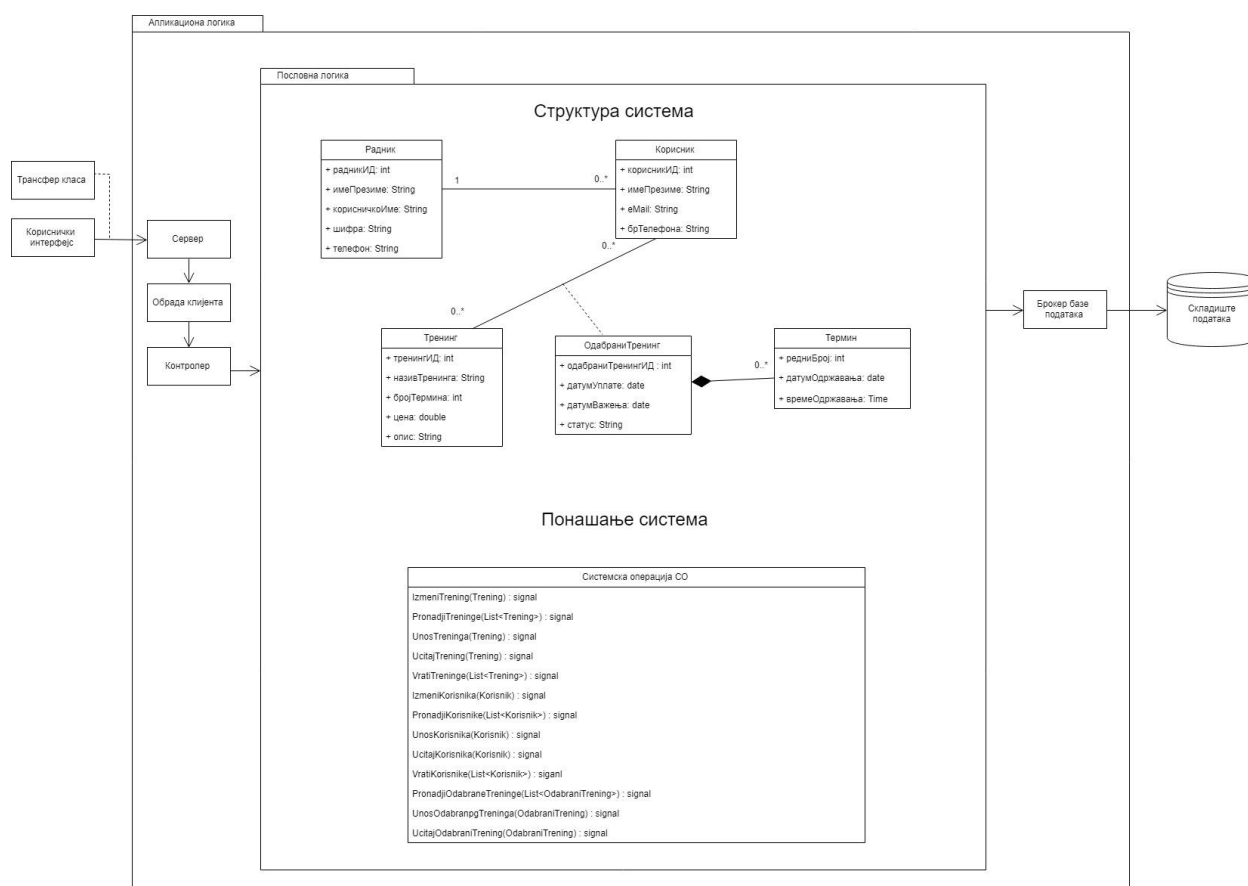 Апликациона логика
Пословна логика
Структура система
Радник
+ радникИД: int
+ имеПрезиме: String
+ корисничкоИме: String
+ шифра: String
+ телефон: String
1
0..*
Корисник
+ корисникИД: int
+ имеПрезиме: String
+ eMail: String
+ брТелефона: String
Трансфер класа
Кориснички
интерфејс
Сервер
Обрада клијента
Контролер
0..*
0..*
Тренинг
+ тренингИД: int
+ називТренинга: String
+ бројТермина: int
+ цена: double
+ опис: String
ОдабраниТренинг
+ одабраниТренингИД : int
+ датумУплате: date
+ датумВажења: date
+ статус: String
0..*
Термин
+ редниБрој: int
+ датумОдржавања: date
+ времеОдржавања: Time
Брокер базе
података
Складиште
података
Понашање система
Системска операција СО
IzmeniTrening(Trening) : signal
PronadjiTreninge(List<Trening>) : signal
UnosTreninga(Trening) : signal
UcitajTrening(Trening) : signal
VratiTreninge(List<Trening>) : signal
IzmeniKorisnika(Korisnik) : signal
PronadjiKorisnike(List<Korisnik>) : signal
UnosKorisnika(Korisnik) : signal
UcitajKorisnika(Korisnik) : signal
VratiKorisnike(List<Korisnik>) : siganl
PronadjiOdabraneTreninge(List<OdabraniTrening>) : signal
UnosOdabranpgTreninga(OdabraniTrening) : signal
UcitajOdabraniTrening(OdabraniTrening) : signal